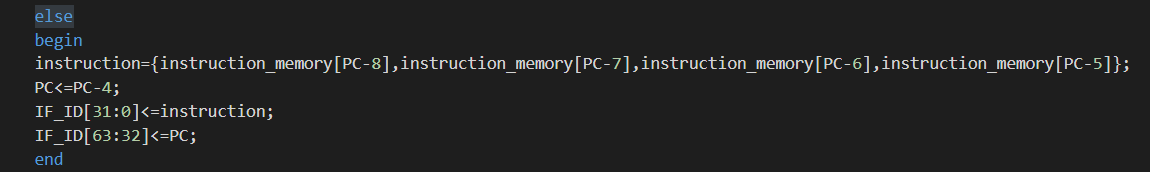 else
begin
instruction={instruction_memory[PC-8],instruction_memory[PC-7],instruction_memory[PC-6],instruction_memory[PC-5]};
PC<=PC-4;
IF_ID[31:0]<=instruction;
IF_ID[63:32]<=PC;
end